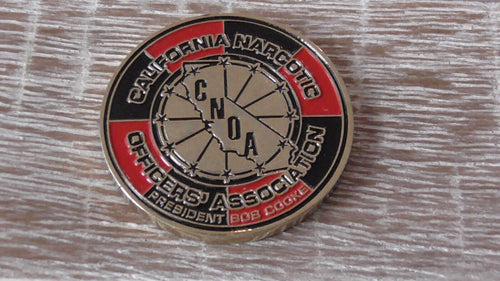 CALIFORNIA NARCOTIC
CNOA
OFFICERS' ASSOCIATION
PRESIDENT BOB COOKE